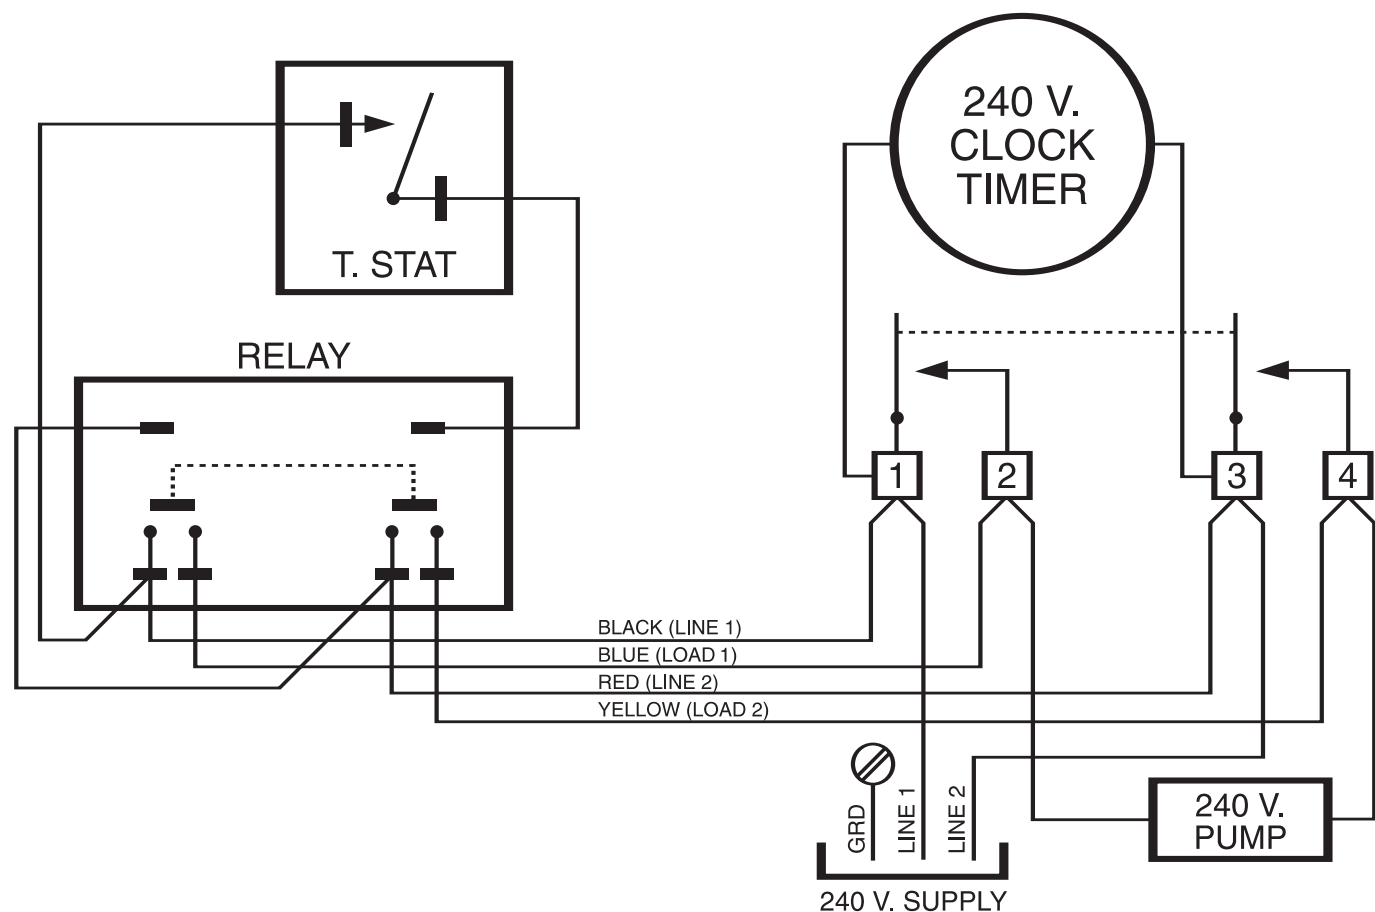 240 V.
CLOCK
TIMER
T. STAT
RELAY
1
2
3
4
BLACK (LINE 1)
BLUE (LOAD 1)
RED (LINE 2)
YELLOW (LOAD 2)
GRD
LINE 1
LINE 2
240 V.
PUMP
240 V. SUPPLY